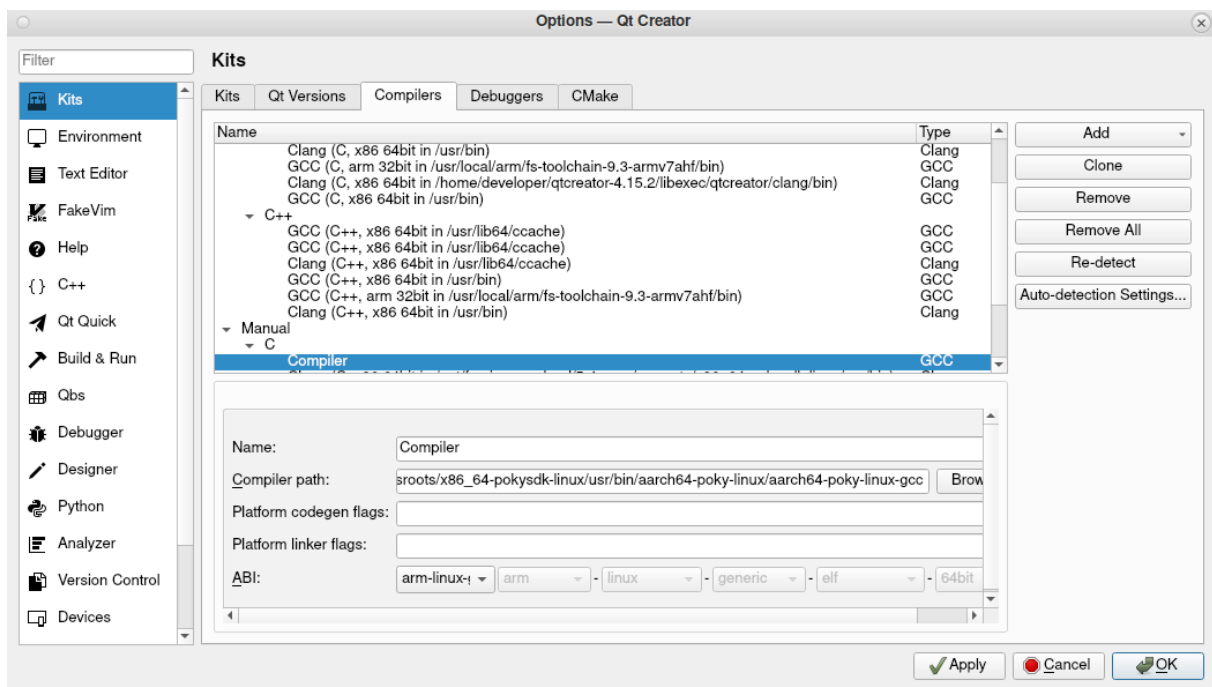 Options — Qt Creator
Filter
Kits
Environment
Text Editor
FakeVim
Help
C++
Qt Quick
Build & Run
Qbs
Debugger
Designer
Python
Analyzer
Version Control
Devices
Kits
Kits Qt Versions Compilers Debuggers CMake
Name Type
Clang (C, x86 64bit in /usr/bin) Clang
GCC (C, arm 32bit in /usr/local/arm/fs-toolchain-9.3-armv7ahf/bin) GCC
Clang (C, x86 64bit in /home/developer/qtcreator-4.15.2/libexec/qtcreator/clang/bin) Clang
GCC (C, x86 64bit in /usr/bin) GCC
C++
GCC (C++, x86 64bit in /usr/lib64/ccache) GCC
GCC (C++, x86 64bit in /usr/lib64/ccache) GCC
Clang (C++, x86 64bit in /usr/lib64/ccache) Clang
GCC (C++, x86 64bit in /usr/bin) GCC
GCC (C++, arm 32bit in /usr/local/arm/fs-toolchain-9.3-armv7ahf/bin) GCC
Clang (C++, x86 64bit in /usr/bin) Clang
Manual
C
Compiler GCC
Add
Clone
Remove
Remove All
Re-detect
Auto-detection Settings...
Name: Compiler
Compiler path: sroots/x86_64-pokysdk-linux/usr/bin/aarch64-poky-linux/aarch64-poky-linux-gcc Brow
Platform codegen flags:
Platform linker flags:
ABI: arm-linux- arm - linux - generic - elf - 64bit
Apply Cancel OK